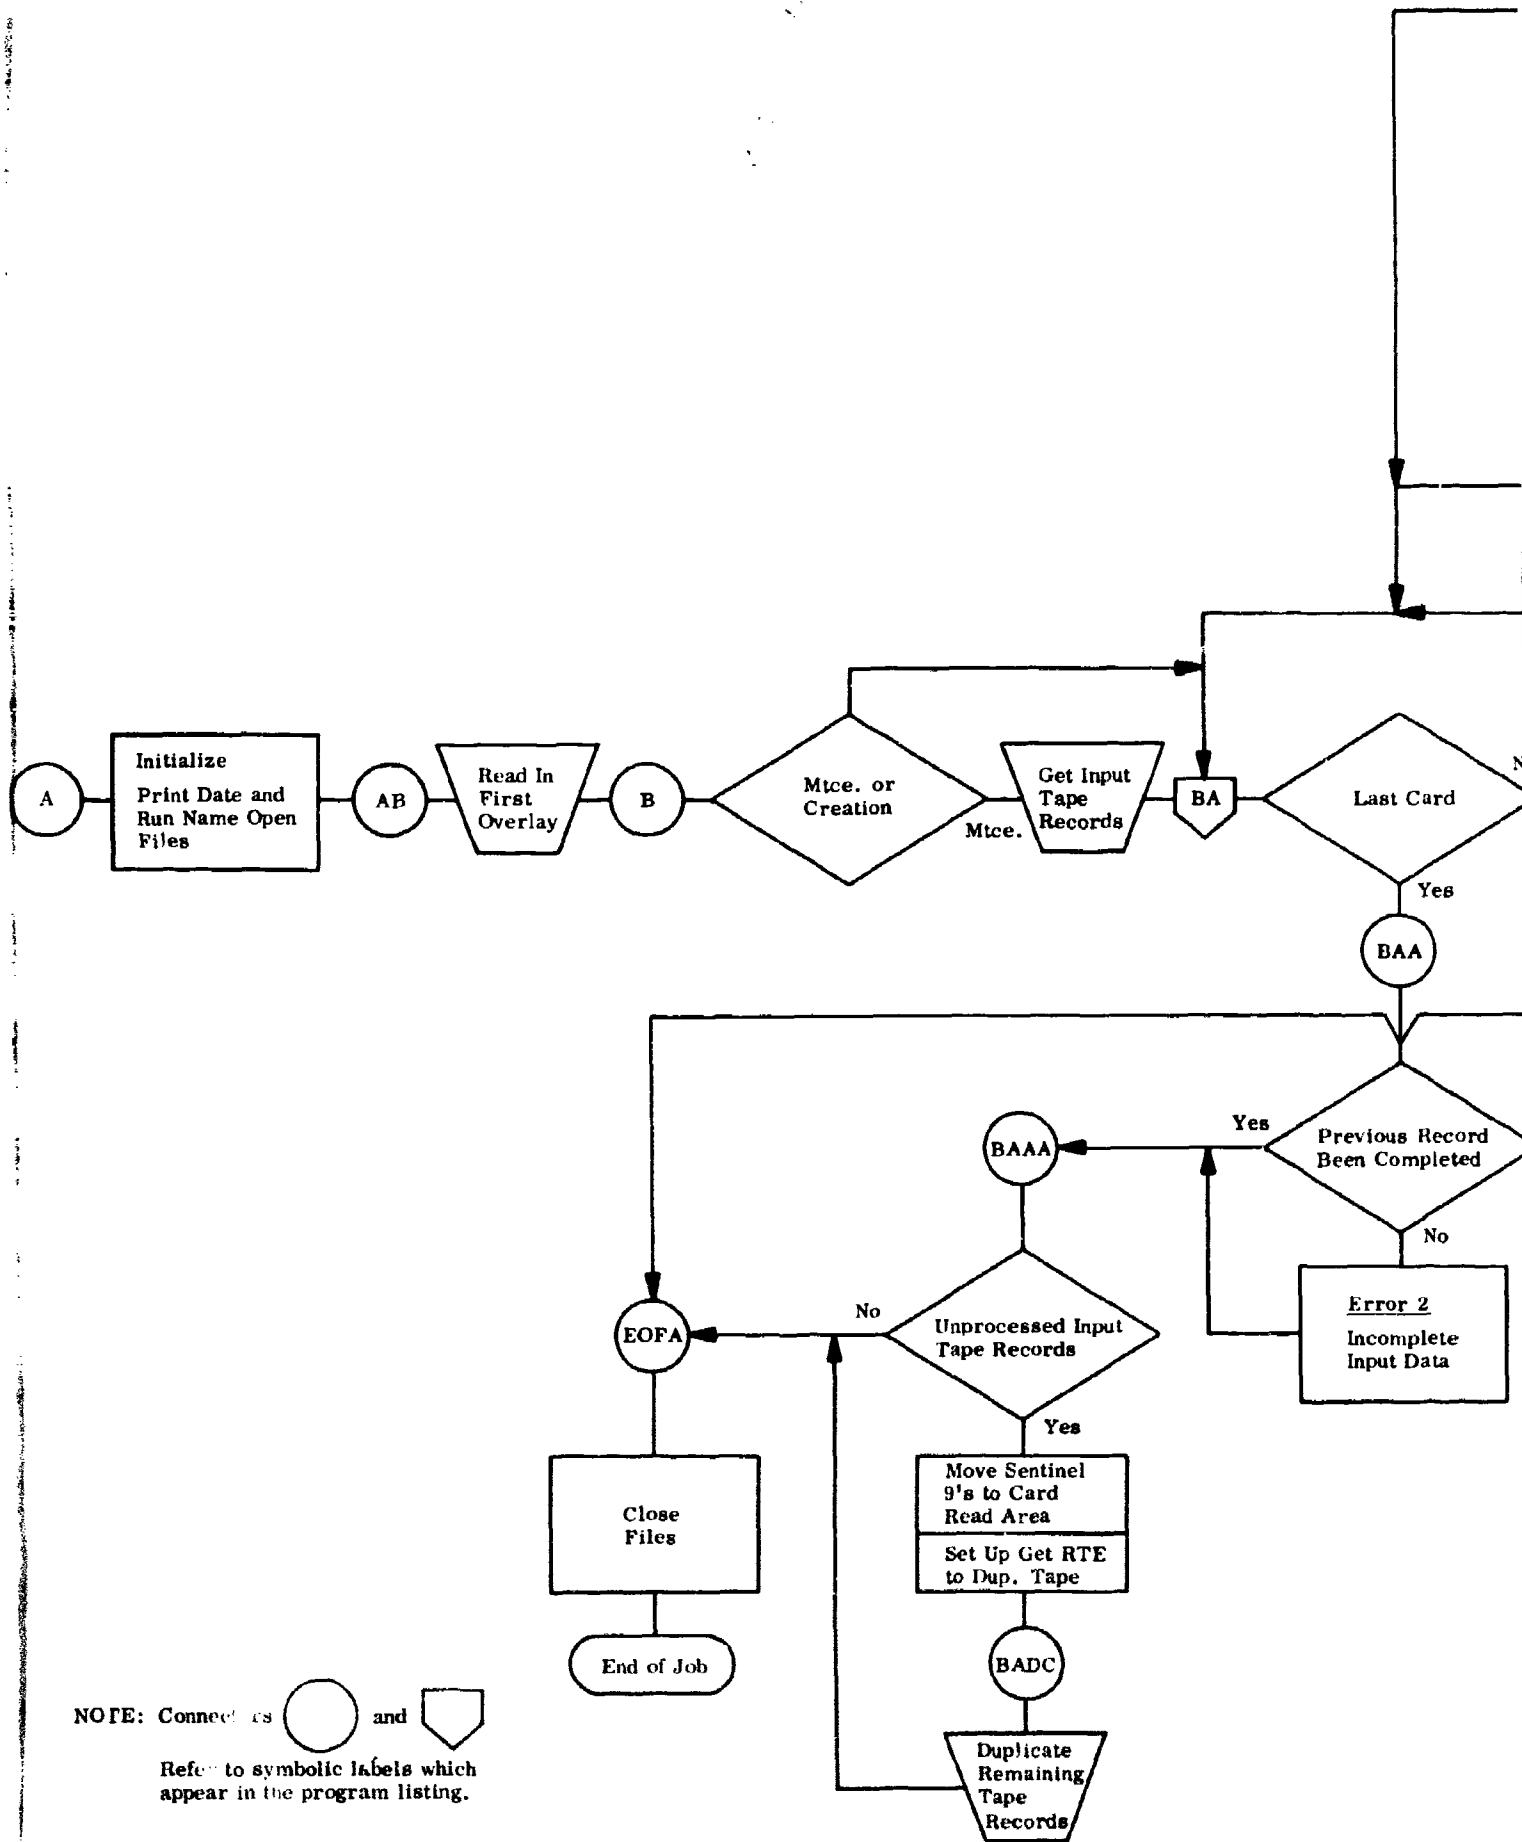 A
Initialize
Print Date and
Run Name Open
Files
AB
Read In
First
Overlay
B
Mtce. or
Creation
Mtce.
Get Input
Tape
Records
BA
Last Card
N
Yes
BAA
Previous Record
Been Completed
Yes
No
Error 2
Incomplete
Input Data
BAAA
Unprocessed Input
Tape Records
No
Yes
EOFA
Close
Files
End of Job
Move Sentinel
9's to Card
Read Area
Set Up Get RTE
to Dup. Tape
BADC
Duplicate
Remaining
Tape
Records
NOTE: and
to symbolic labels which
appear in the program listing.